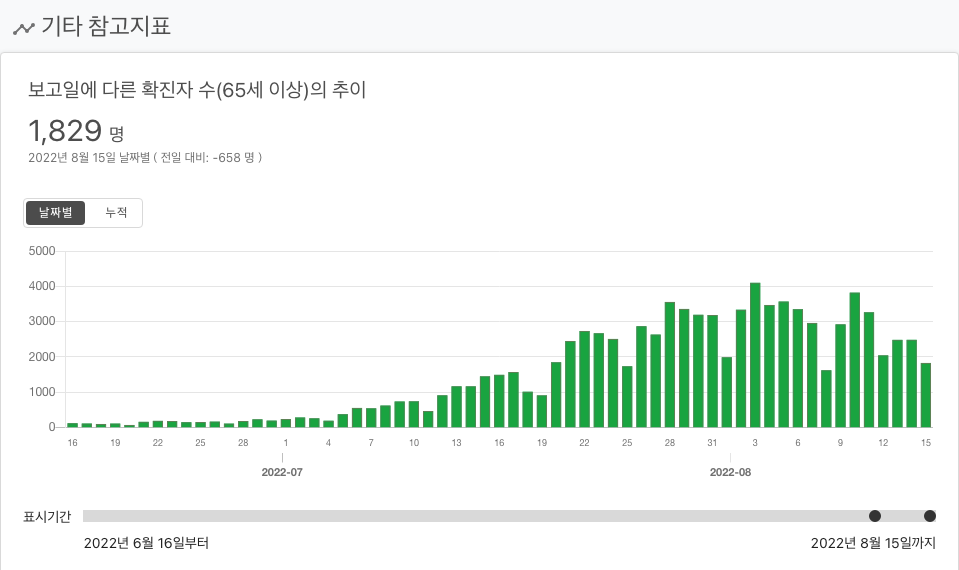 기타 참고지표
보고일에 다른 확진자 수(65세 이상)의 추이
1,829 명
2022년 8월 15일 날짜별 ( 전일 대비: -658 명 )
날짜별 누적
5000
4000
3000
2000
1000
0
16 19 22 25 28 1 4 7 10 13 16 19 22 25 28 31 3 6 9 12 15
2022-07 2022-08
표시기간
2022년 6월 16일부터 2022년 8월 15일까지